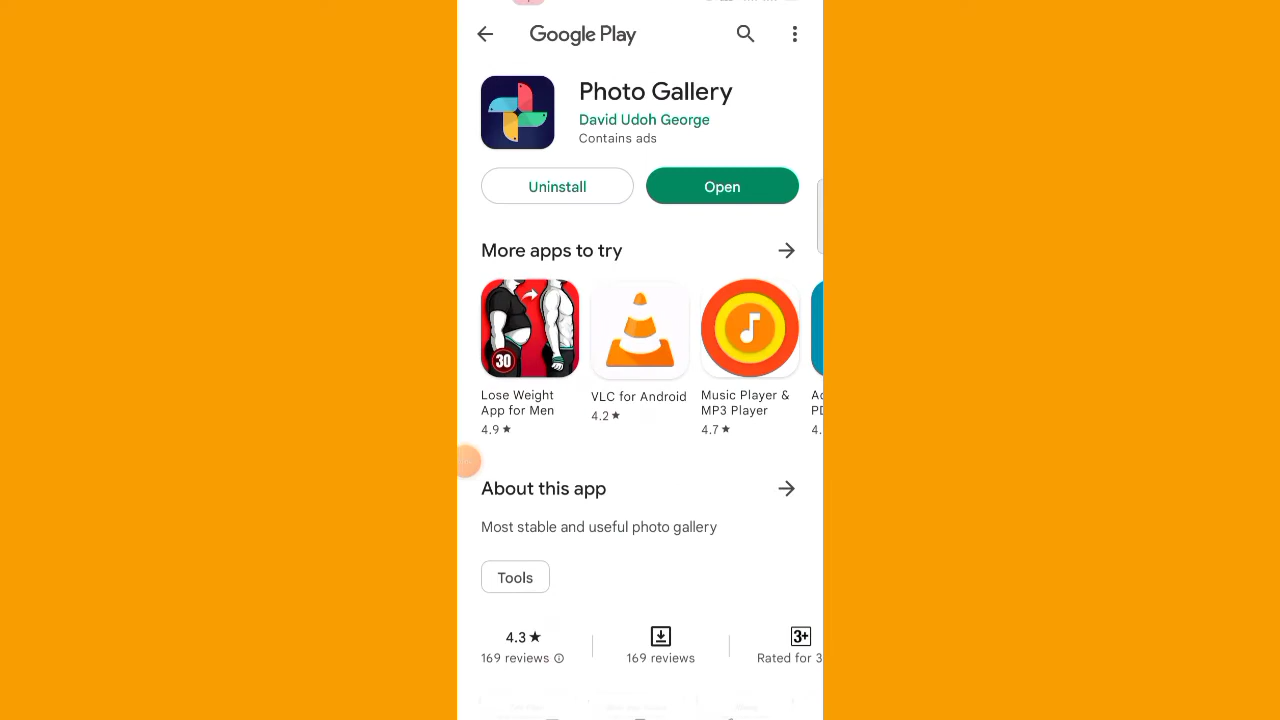 Google Play
Photo Gallery
David Udoh George
Contains ads
Uninstall
Open
More apps to try
30
Lose Weight
App for Men
4.9★
VLC for Android
4.2★
Music Player &
MP3 Player
4.7★
4.
About this app
Most stable and useful photo gallery
Tools
4.3★
169 reviews
169 reviews
3+
Rated for 3